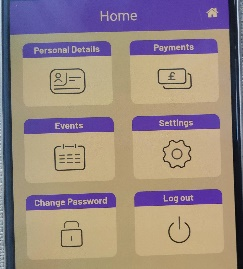 Home
Personal Details
Payments
£
Events
Settings
Change Password
Log out